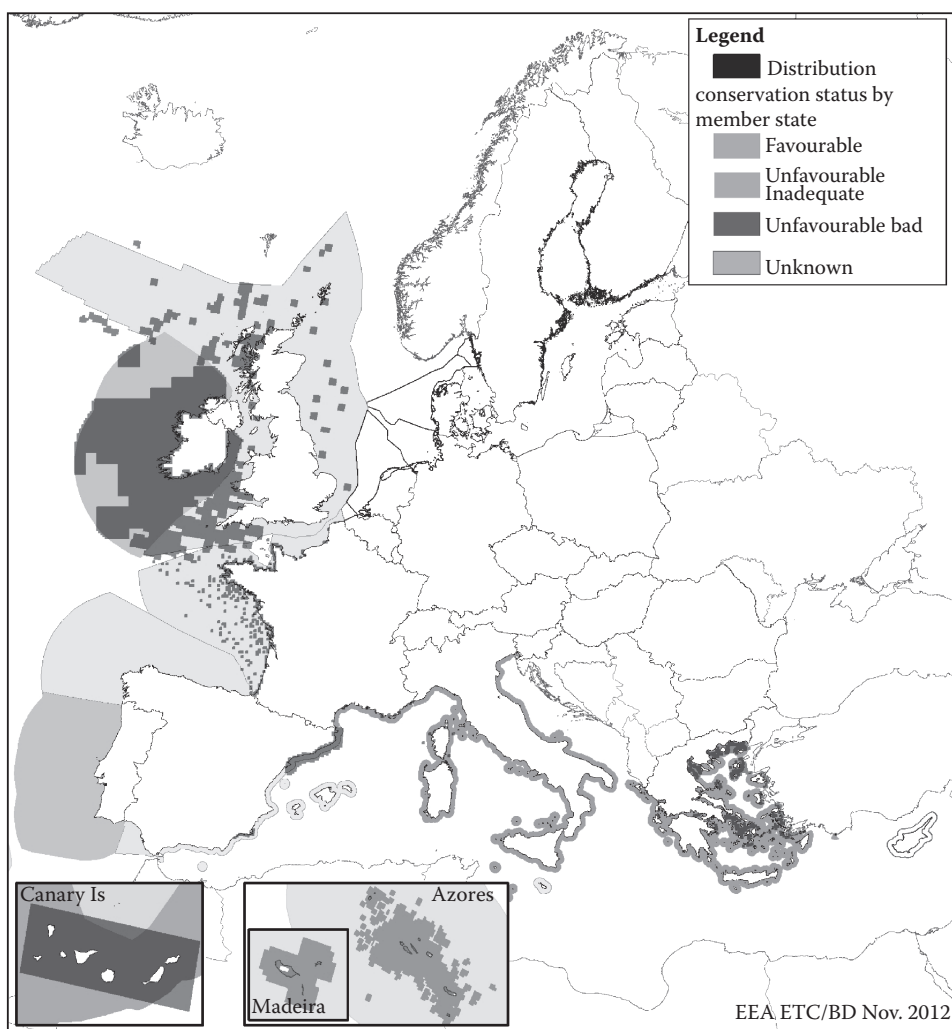 Legend
Distribution
conservation status by
member state
Favourable
Unfavourable
Inadequate
Unfavourable bad
Unknown
Canary Is
Azores
Madeira
EEA ETC/BD Nov. 2012